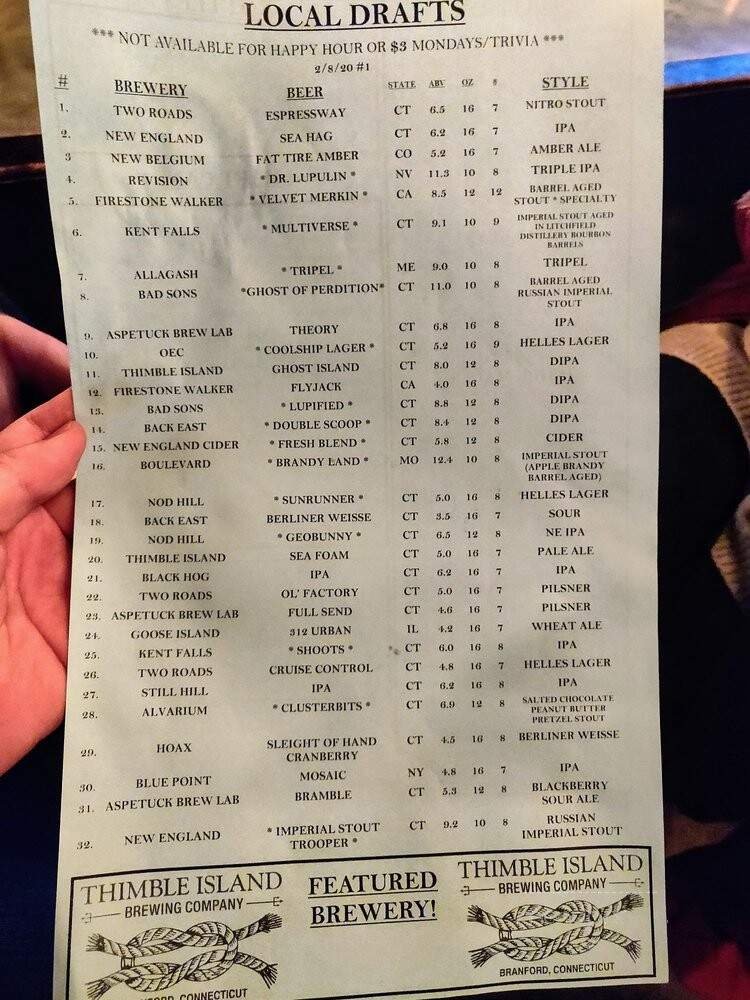 LOCAL DRAFTS
*** NOT AVAILABLE FOR HAPPY HOUR OR $3 MONDAYS/TRIVIA ***
2/8/20 #1
# BREWERY BEER STATE ABV OZ $ STYLE
1. TWO ROADS ESPRESSWAY CT 6.5 16 7 NITRO STOUT
2. NEW ENGLAND SEA HAG CT 6.2 16 7 IPA
3 NEW BELGIUM FAT TIRE AMBER CO 5.2 16 7 AMBER ALE
4. REVISION * DR. LUPULIN * NV 11.3 10 8 TRIPLE IPA
5. FIRESTONE WALKER * VELVET MERKIN * CA 8.5 12 12 BARREL AGED
STOUT * SPECIALTY
6. KENT FALLS * MULTIVERSE * CT 9.1 10 9 IMPERIAL STOUT AGED
IN LITCHFIELD
DISTILLERY BOURBON
BARRELS
7. ALLAGASH * TRIPEL * ME 9.0 10 8 TRIPEL
8. BAD SONS *GHOST OF PERDITION* CT 11.0 10 8 BARREL AGED
RUSSIAN IMPERIAL
STOUT
9. ASPETUCK BREW LAB THEORY CT 6.8 16 8 IPA
10. OEC * COOLSHIP LAGER * CT 5.2 16 9 HELLES LAGER
11. THIMBLE ISLAND GHOST ISLAND CT 8.0 12 8 DIPA
12. FIRESTONE WALKER FLYJACK CA 4.0 16 8 IPA
13. BAD SONS * LUPIFIED * CT 8.8 12 8 DIPA
14. BACK EAST * DOUBLE SCOOP * CT 8.4 12 8 DIPA
15. NEW ENGLAND CIDER * FRESH BLEND * CT 5.8 12 8 CIDER
16. BOULEVARD * BRANDY LAND * MO 12.4 10 8 IMPERIAL STOUT
(APPLE BRANDY
BARREL AGED)
17. NOD HILL * SUNRUNNER * CT 5.0 16 8 HELLES LAGER
18. BACK EAST BERLINER WEISSE CT 3.5 16 7 SOUR
19. NOD HILL * GEOBUNNY * CT 6.5 12 8 NE IPA
20. THIMBLE ISLAND SEA FOAM CT 5.0 16 7 PALE ALE
21. BLACK HOG IPA CT 6.2 16 7 IPA
22. TWO ROADS OL' FACTORY CT 5.0 16 7 PILSNER
23. ASPETUCK BREW LAB FULL SEND CT 4.6 16 7 PILSNER
24. GOOSE ISLAND 312 URBAN IL 4.2 16 7 WHEAT ALE
25. KENT FALLS * SHOOTS * CT 6.0 16 8 IPA
26. TWO ROADS CRUISE CONTROL CT 4.8 16 7 HELLES LAGER
27. STILL HILL IPA CT 6.2 16 8 IPA
28. ALVARIUM * CLUSTERBITS * CT 6.9 12 8 SALTED CHOCOLATE
PEANUT BUTTER
PRETZEL STOUT
29. HOAX SLEIGHT OF HAND CT 4.5 16 8 BERLINER WEISSE
CRANBERRY
30. BLUE POINT MOSAIC NY 4.8 16 7 IPA
31. ASPETUCK BREW LAB BRAMBLE CT 5.3 12 8 BLACKBERRY
SOUR ALE
32. NEW ENGLAND * IMPERIAL STOUT CT 9.2 10 8 RUSSIAN
TROOPER * IMPERIAL STOUT
THIMBLE ISLAND
BREWING COMPANY
FEATURED
BREWERY!
THIMBLE ISLAND
BREWING COMPANY
BRANFORD, CONNECTICUT
CONNECTICUT